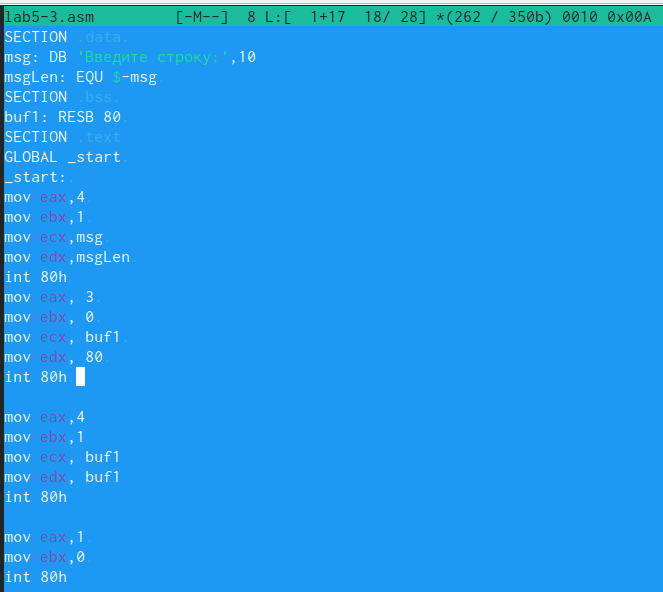 lab5-3.asm [-M--] 8 L:[ 1+17 18/ 28] *(262 / 350b) 0010 0x00A
SECTION .data.
msg: DB 'Введите строку:',10
msgLen: EQU $-msg.
SECTION .bss.
buf1: RESB 80.
SECTION .text
GLOBAL _start.
_start:.
mov eax,4.
mov ebx,1.
mov ecx,msg.
mov edx,msgLen.
int 80h
mov eax, 3.
mov ebx, 0.
mov ecx, buf1.
mov edx, 80.
int 80h.
mov eax,4
mov ebx,1
mov ecx, buf1
mov edx, buf1
int 80h
mov eax,1.
mov ebx,0.
int 80h